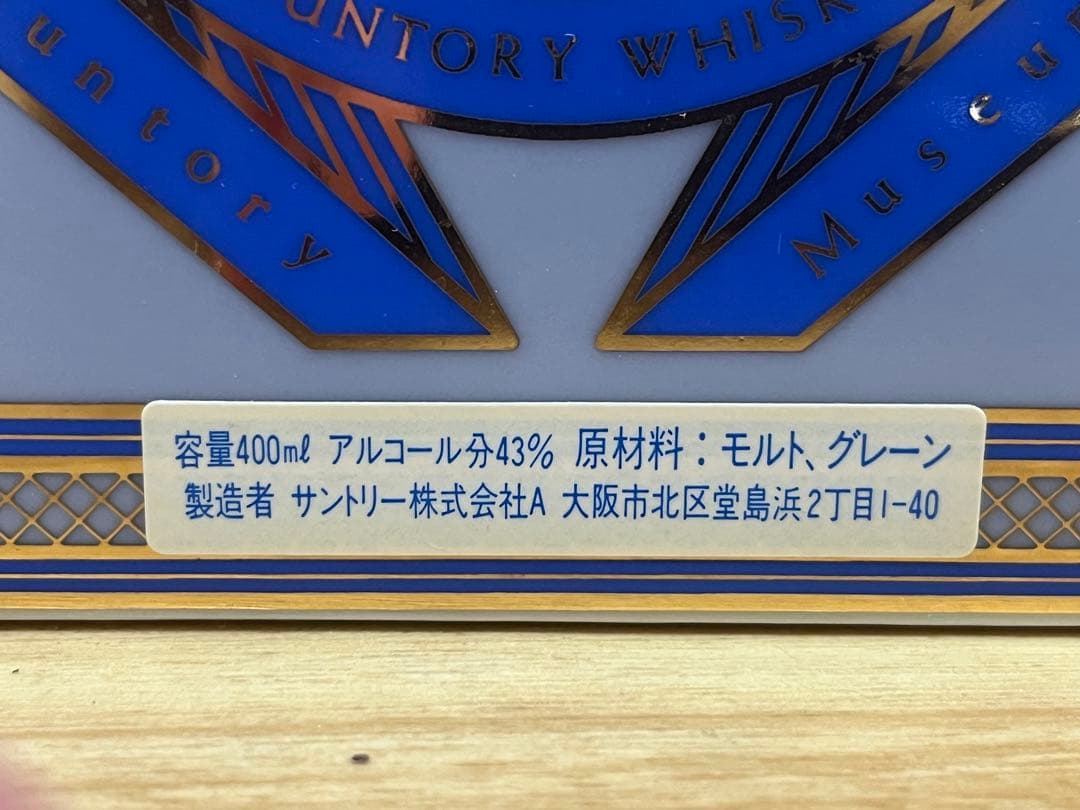 SUNTORY WHISK
untory
Museu
容量400mℓ アルコール分43% 原材料：モルト、グレーン
製造者 サントリー株式会社A 大阪市北区堂島浜2丁目1-40